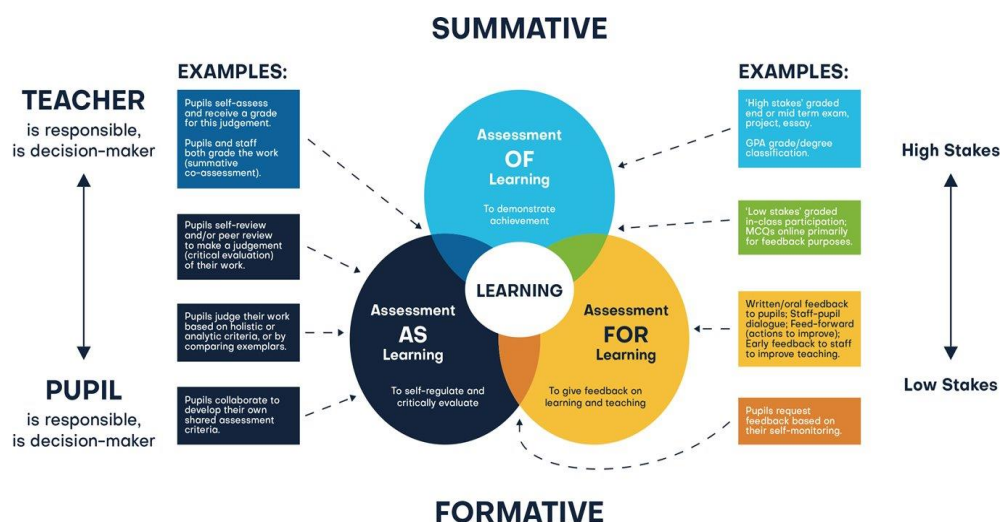 SUMMATIVE
TEACHER
is responsible,
is decision-maker
PUPIL
is responsible,
is decision-maker
EXAMPLES:
Pupils self-assess
and receive a grade
for this judgement.
Pupils and staff
both grade the work
(summative
co-assessment).
Pupils self-review
and/or peer review
to make a judgement
(critical evaluation)
of their work.
Pupils judge their work
based on holistic or
analytic criteria, or by
comparing exemplars.
Pupils collaborate to
develop their own
shared assessment
criteria.
Assessment
OF
Learning
To demonstrate
achievement
LEARNING
Assessment
AS
Learning
To self-regulate and
critically evaluate
Assessment
FOR
Learning
To give feedback on
learning and teaching
EXAMPLES:
'High stakes' graded
end or mid term exam,
project, essay.
GPA grade/degree
classification.
'Low stakes' graded
in-class participation;
MCQs online primarily
for feedback purposes.
Written/oral feedback
to pupils; Staff-pupil
dialogue; Feed-forward
(actions to improve);
Early feedback to staff
to improve teaching.
Pupils request
feedback based on
their self-monitoring.
High Stakes
Low Stakes
FORMATIVE